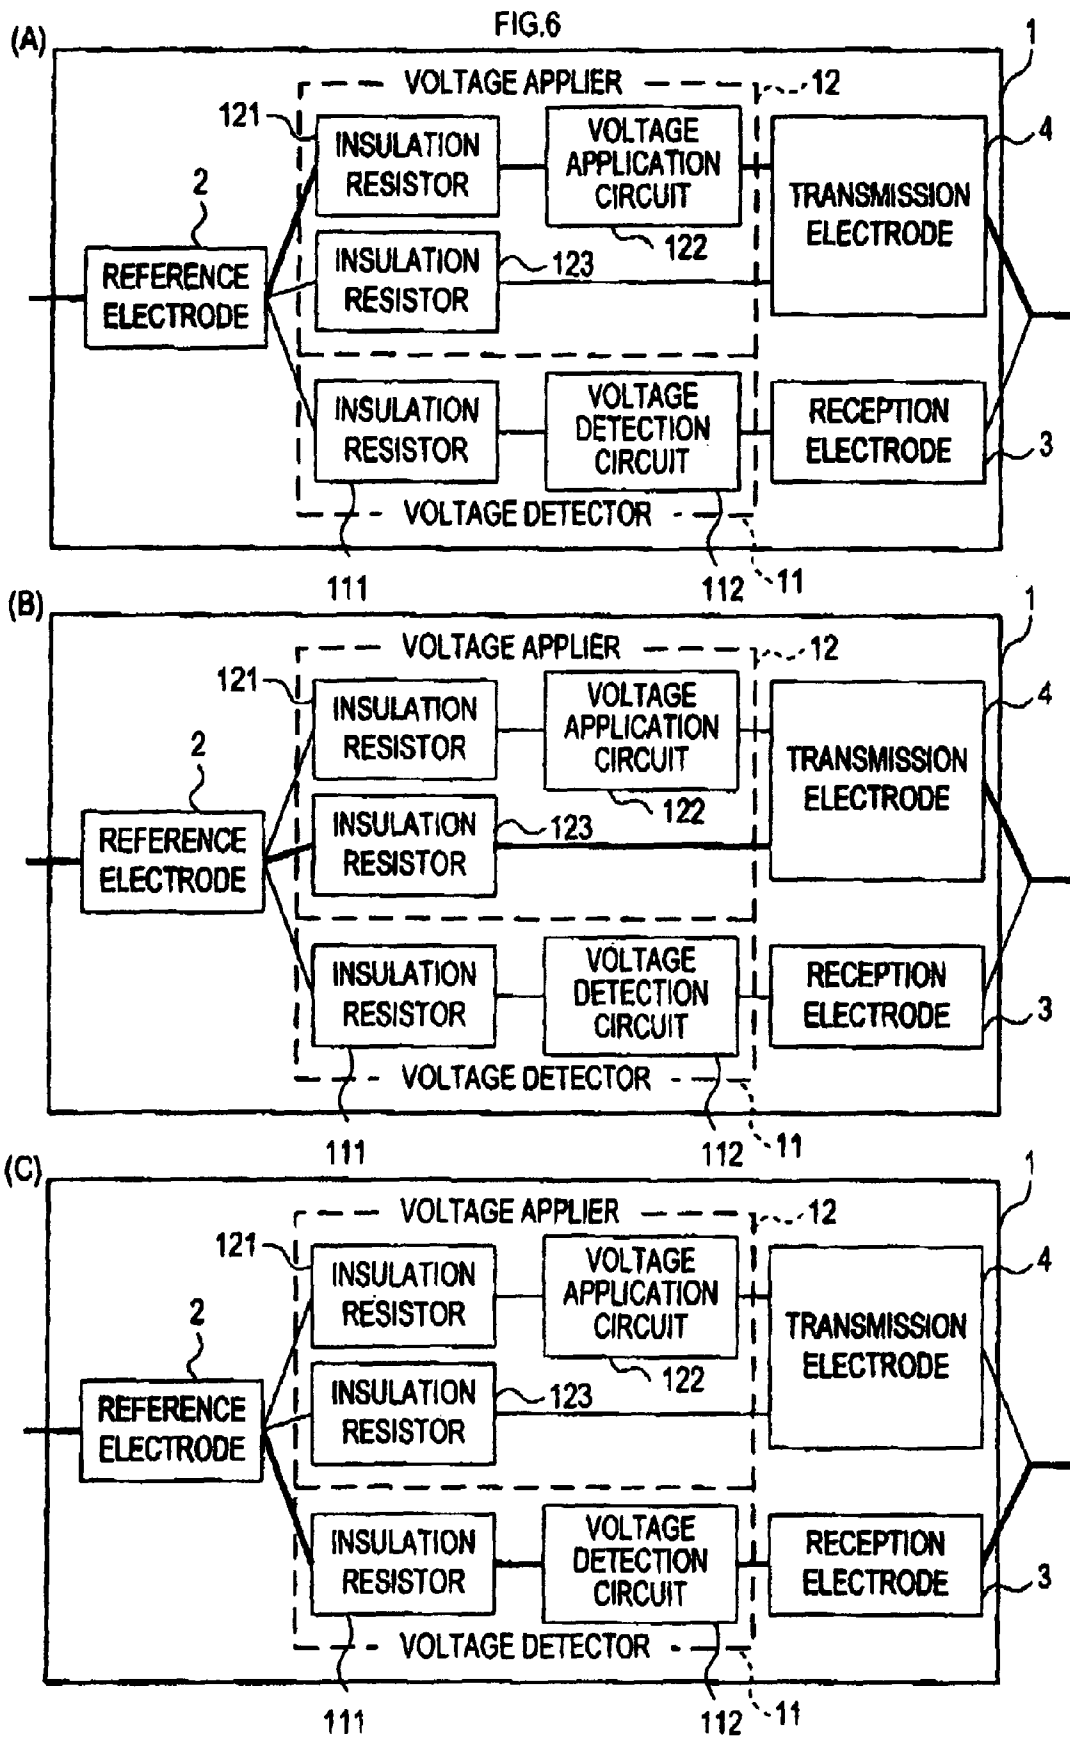 FIG.6
(A)
1
VOLTAGE APPLIER
12
121
INSULATION
RESISTOR
VOLTAGE
APPLICATION
CIRCUIT
122
4
TRANSMISSION
ELECTRODE
2
REFERENCE
ELECTRODE
INSULATION
RESISTOR
123
INSULATION
RESISTOR
VOLTAGE
DETECTION
CIRCUIT
RECEPTION
ELECTRODE
3
VOLTAGE DETECTOR
111
112
11
(B)
1
VOLTAGE APPLIER
12
121
INSULATION
RESISTOR
VOLTAGE
APPLICATION
CIRCUIT
122
4
TRANSMISSION
ELECTRODE
2
REFERENCE
ELECTRODE
INSULATION
RESISTOR
123
INSULATION
RESISTOR
VOLTAGE
DETECTION
CIRCUIT
RECEPTION
ELECTRODE
3
VOLTAGE DETECTOR
111
112
11
(C)
1
VOLTAGE APPLIER
12
121
INSULATION
RESISTOR
VOLTAGE
APPLICATION
CIRCUIT
122
4
TRANSMISSION
ELECTRODE
2
REFERENCE
ELECTRODE
INSULATION
RESISTOR
123
INSULATION
RESISTOR
VOLTAGE
DETECTION
CIRCUIT
RECEPTION
ELECTRODE
3
VOLTAGE DETECTOR
111
112
11